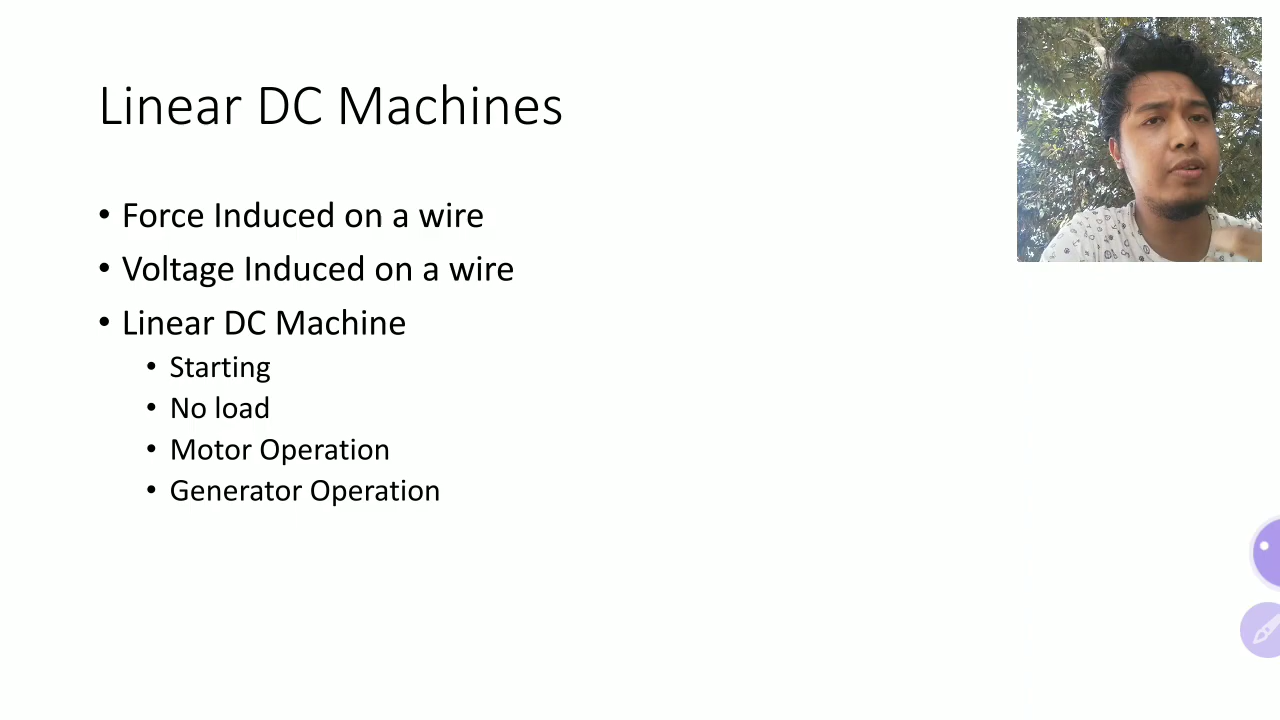 Linear DC Machines
• Force Induced on a wire
• Voltage Induced on a wire
• Linear DC Machine
• Starting
• No load
• Motor Operation
• Generator Operation